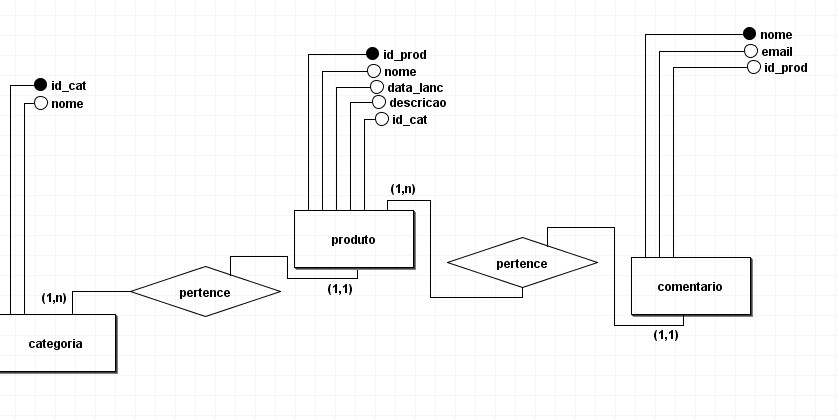 id_cat
nome
(1,n)
categoria
pertence
id_prod
nome
data_lanc
descricao
id_cat
(1,n)
produto
(1,1)
pertence
nome
email
id_prod
comentario
(1,1)